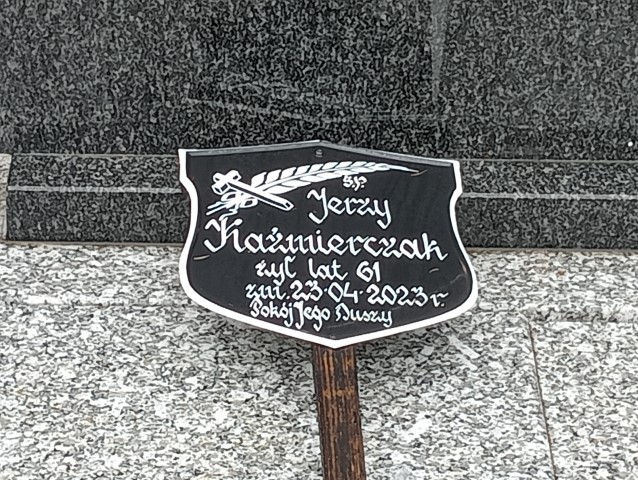 Ś.P.
Jerzy
Kaźmierczak
żył lat 61
zm. 23·04·2023 r.
Pokój Jego Duszy